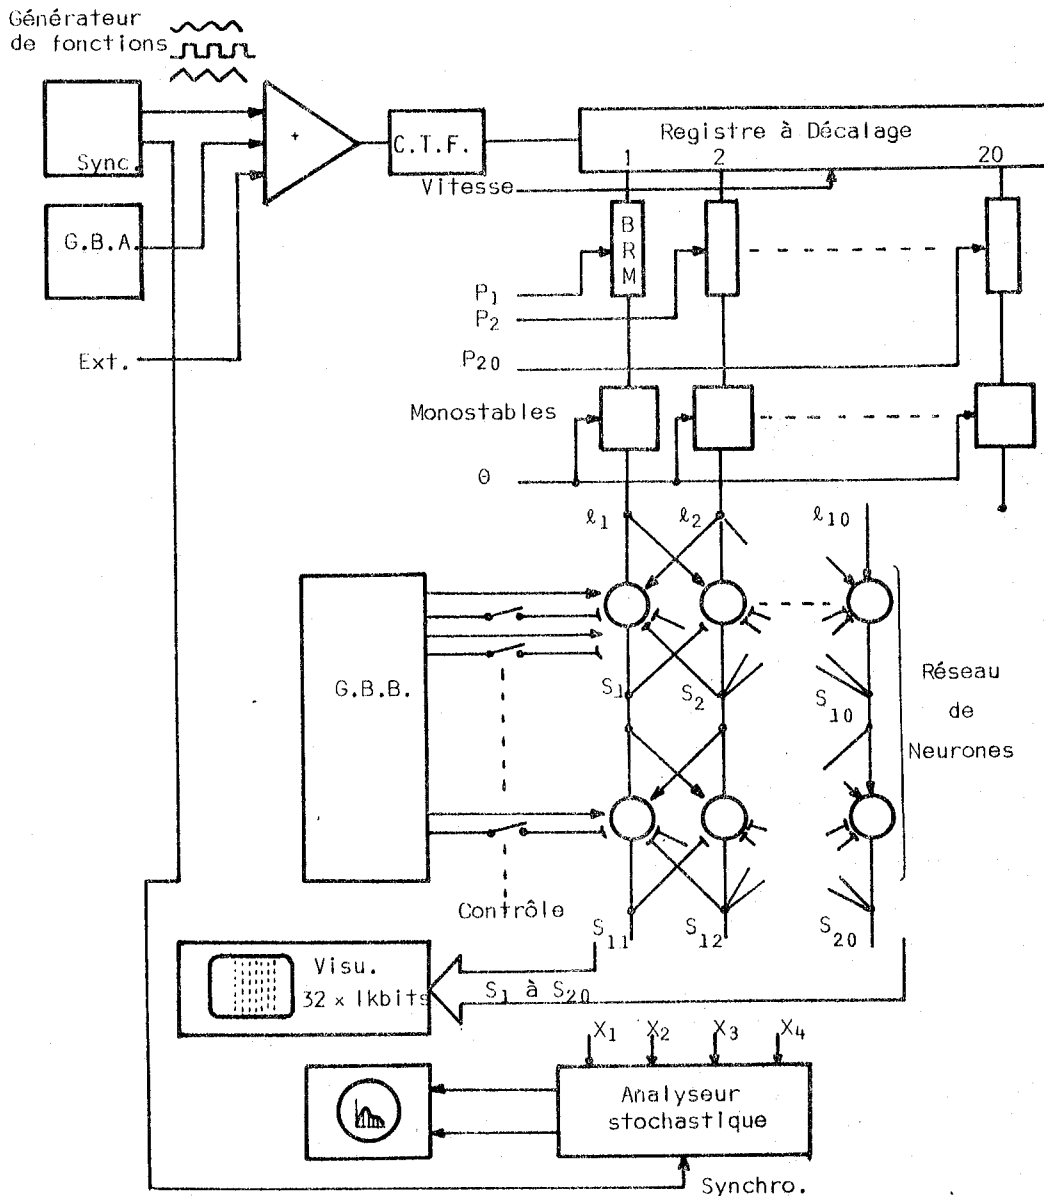 Générateur
de fonctions
Sync.
+
C.T.F.
Registre à Décalage
1 2 20
Vitesse
G.B.A.
B
R
M
P1
P2
Ext.
P20
Monostables
θ
ℓ1 ℓ2 ℓ10
G.B.B.
S1 S2 S10
Réseau
de
Neurones
Contrôle
S11 S12 S20
Visu.
32 x 1kbits
S1 à S20
X1 X2 X3 X4
Analyseur
stochastique
Synchro.